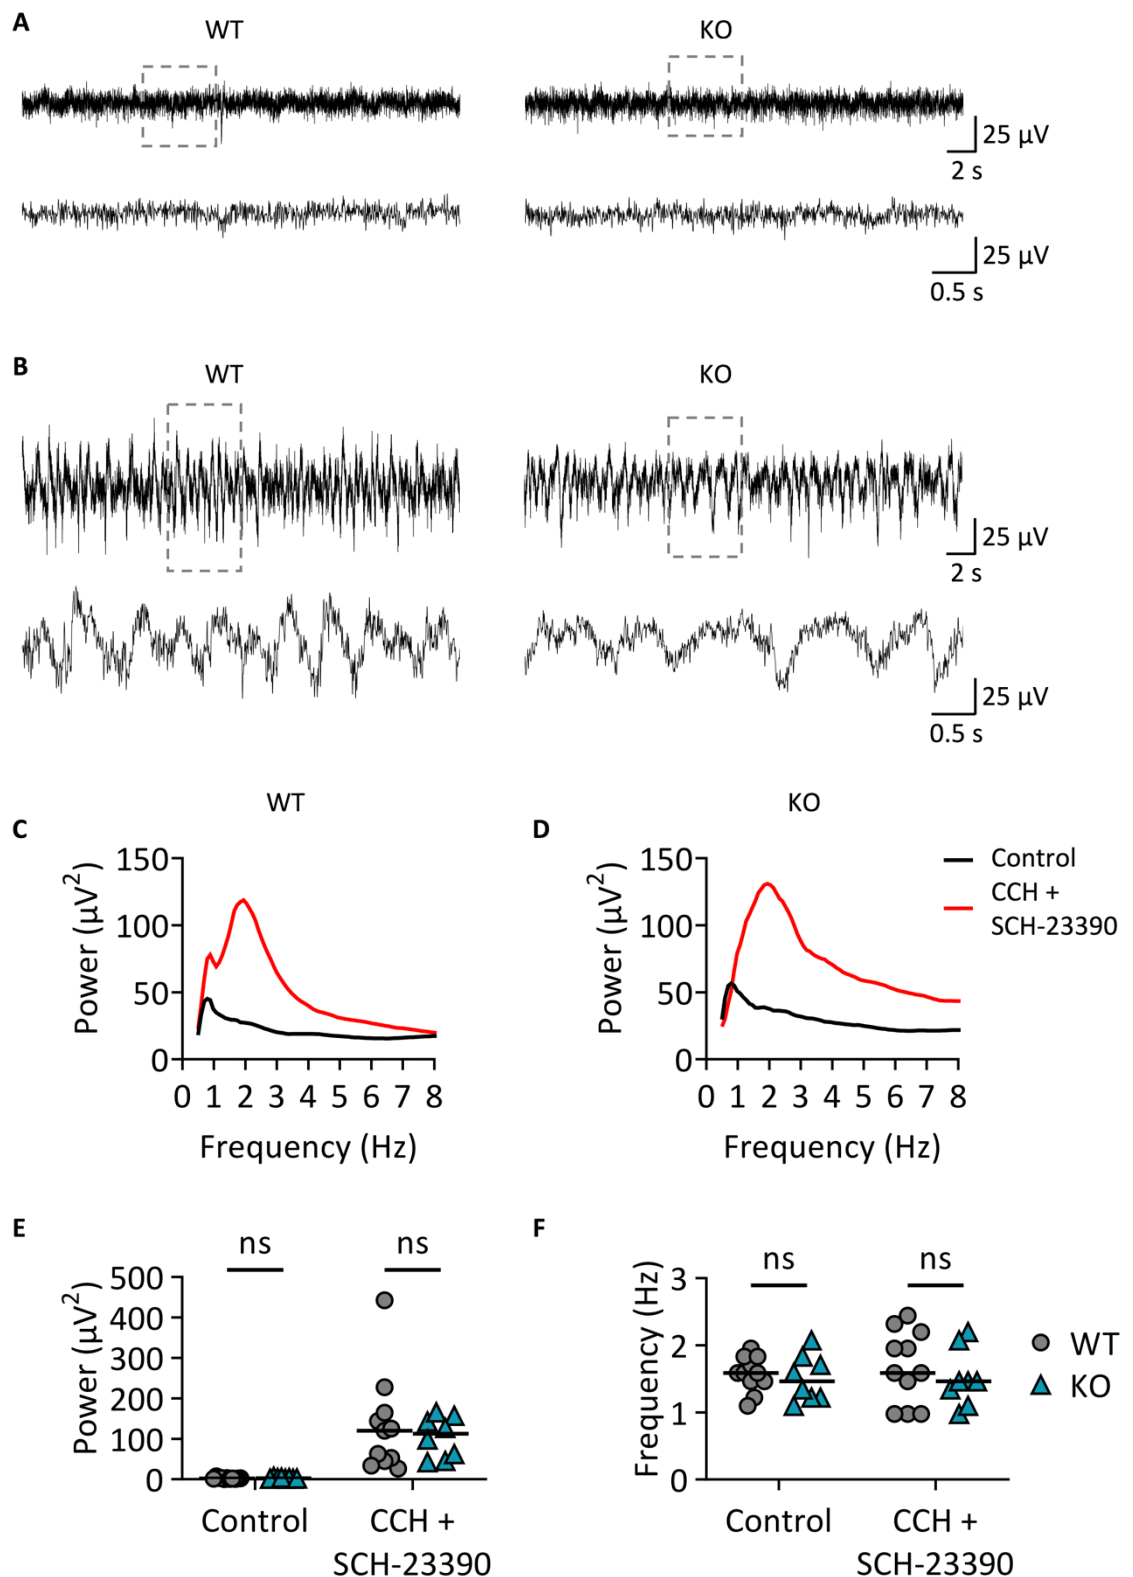 A
WT
KO
25 µV
2 s
25 µV
0.5 s
B
WT
KO
25 µV
2 s
25 µV
0.5 s
WT
KO
C
150
100
50
0
Power (µV²)
0 1 2 3 4 5 6 7 8
Frequency (Hz)
D
150
100
50
0
Power (µV²)
0 1 2 3 4 5 6 7 8
Frequency (Hz)
Control
CCH +
SCH-23390
E
ns
ns
500
400
300
200
100
0
Power (µV²)
Control
CCH +
SCH-23390
F
ns
ns
3
2
1
0
Frequency (Hz)
Control
CCH +
SCH-23390
WT
KO